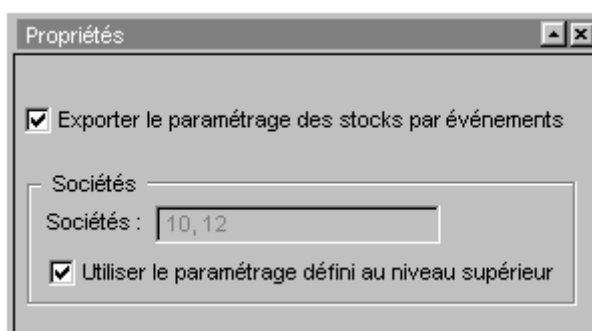 Propriétés
Exporter le paramétrage des stocks par événements
Sociétés
Sociétés : 10, 12
Utiliser le paramétrage défini au niveau supérieur